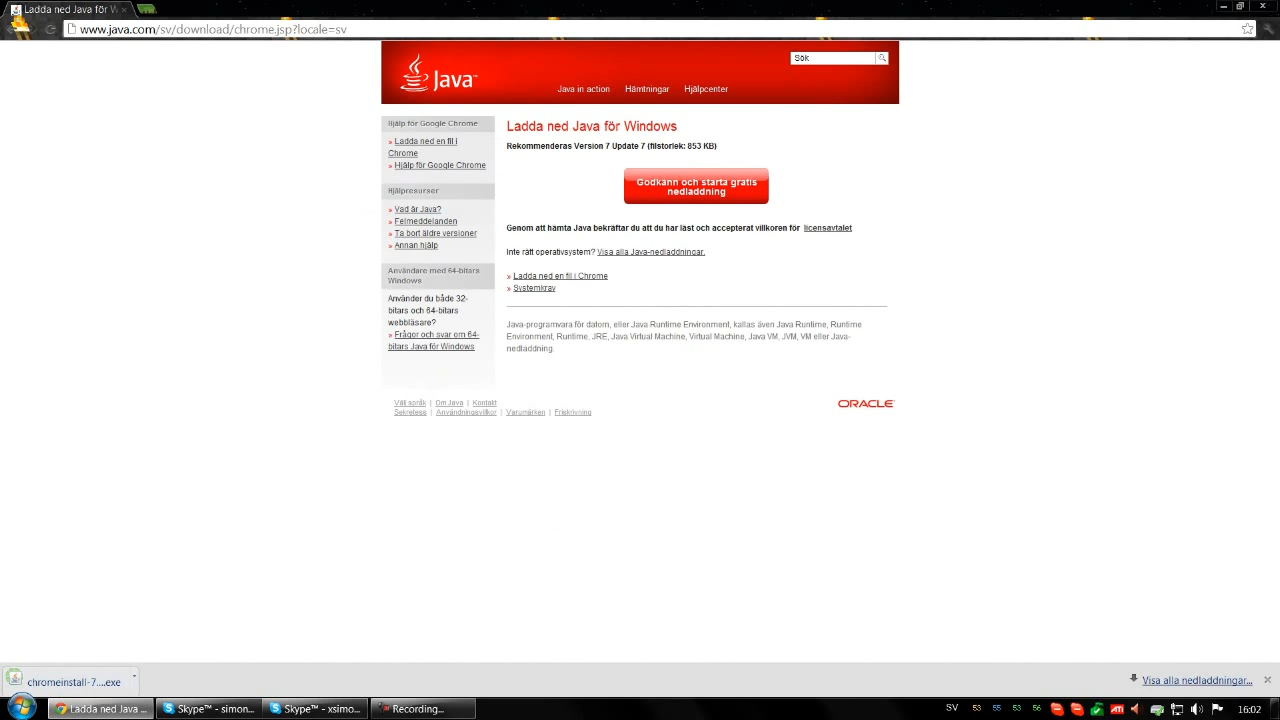 Ladda ned Java för W
www.java.com/sv/download/chrome.jsp?locale=sv
Java™
Sök
Java in action Hämtningar Hjälpcenter
Hjälp för Google Chrome
» Ladda ned en fil i
Chrome
» Hjälp för Google Chrome
Hjälpresurser
» Vad är Java?
» Felmeddelanden
» Ta bort äldre versioner
» Annan hjälp
Användare med 64-bitars
Windows
Använder du både 32-
bitars och 64-bitars
webbläsare?
» Frågor och svar om 64-
bitars Java för Windows
Ladda ned Java för Windows
Rekommenderas Version 7 Update 7 (filstorlek: 853 KB)
Godkänn och starta gratis
nedladdning
Genom att hämta Java bekräftar du att du har läst och accepterat villkoren för licensavtalet
Inte rätt operativsystem? Visa alla Java-nedladdningar.
» Ladda ned en fil i Chrome
» Systemkrav
Java-programvara för datorn, eller Java Runtime Environment, kallas även Java Runtime, Runtime
Environment, Runtime, JRE, Java Virtual Machine, Virtual Machine, Java VM, JVM, VM eller Java-
nedladdning.
Välj språk | Om Java | Kontakt
Sekretess | Användningsvillkor | Varumärken | Friskrivning
ORACLE
chromeinstall-7....exe
Visa alla nedladdningar...
Ladda ned Java ...
Skype™ - simon...
Skype™ - xsimo...
Recording...
SV 53 55 53 56 ATI 16:02